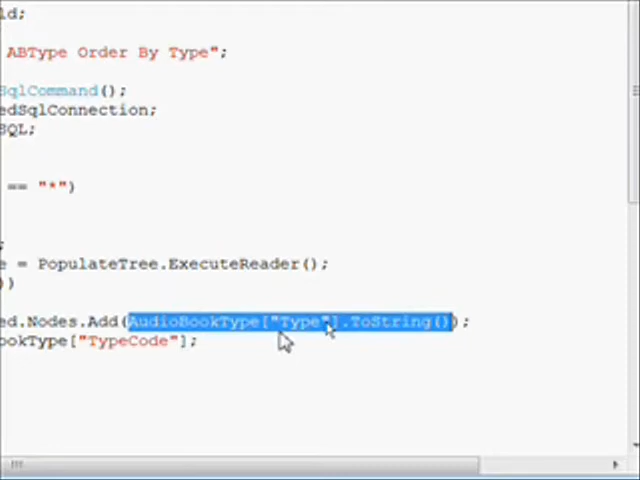 ld;
ABType Order By Type";
SqlCommand();
edSqlConnection;
SQL;
== "*")
;
e = PopulateTree.ExecuteReader();
))
ed.Nodes.Add(AudioBookType["Type"].ToString());
ookType["TypeCode"];